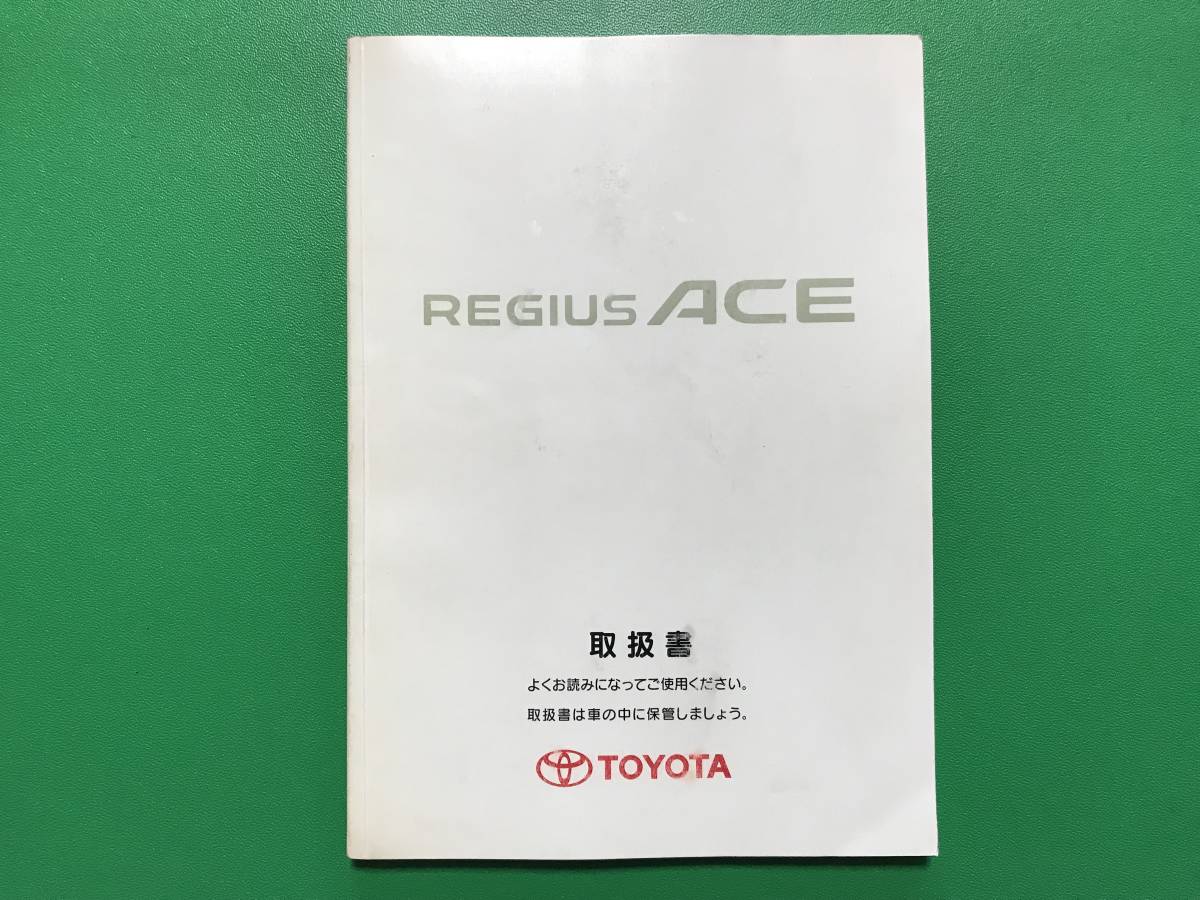 REGIUS ACE
取扱書
よくお読みになってご使用ください。
取扱書は車の中に保管しましょう。
TOYOTA